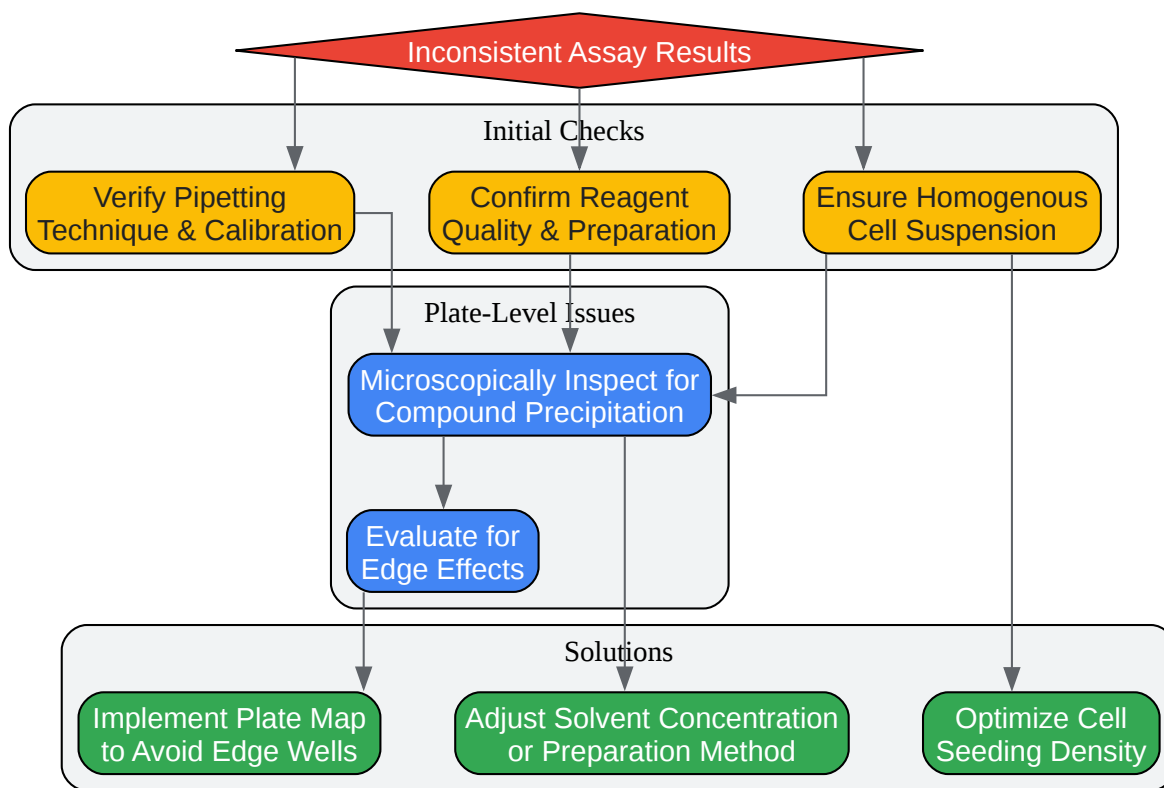 Inconsistent Assay Results
Initial Checks
Verify Pipetting
Technique & Calibration
Confirm Reagent
Quality & Preparation
Ensure Homogenous
Cell Suspension
Plate-Level Issues
Microscopically Inspect for
Compound Precipitation
Evaluate for
Edge Effects
Solutions
Implement Plate Map
to Avoid Edge Wells
Adjust Solvent Concentration
or Preparation Method
Optimize Cell
Seeding Density